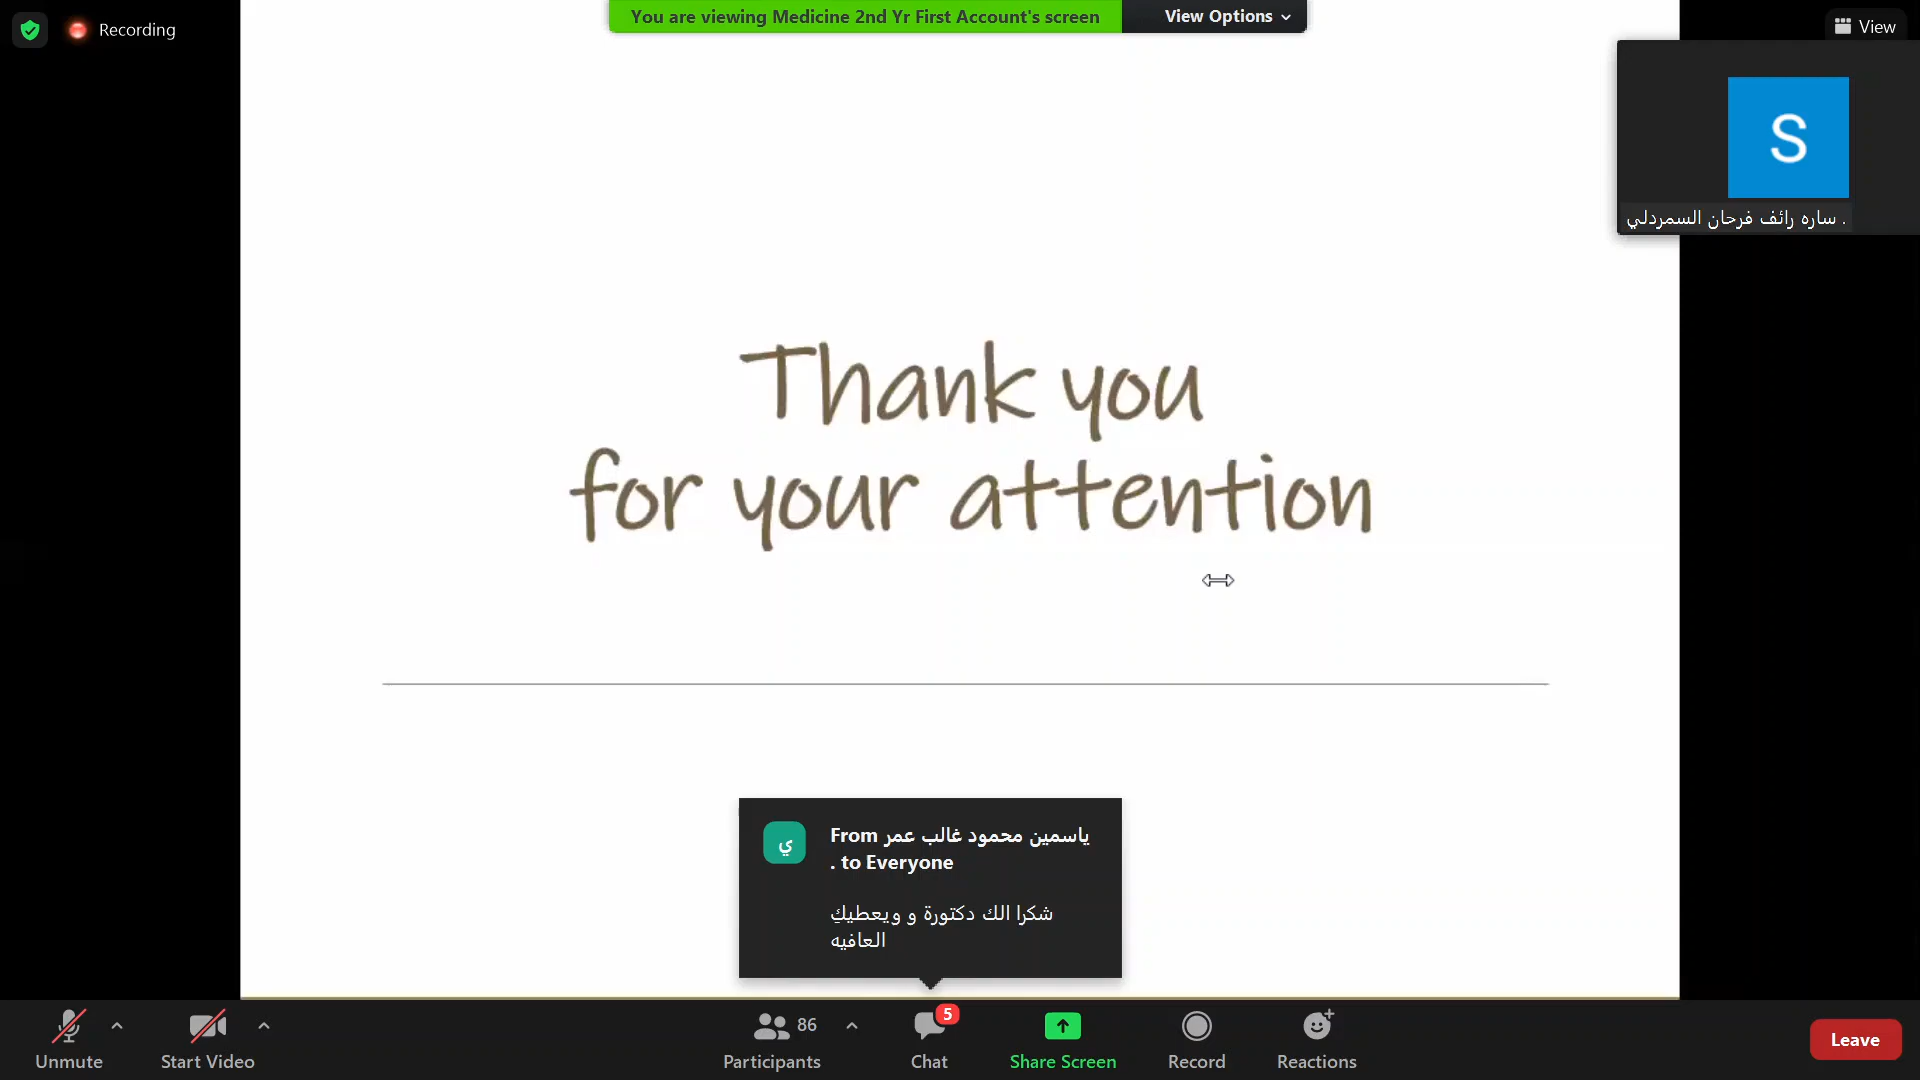 Recording
You are viewing Medicine 2nd Yr First Account's screen
View Options
View
S
ساره رائف فرحان السمردلي .
Thank you
for your attention
ي
From ياسمين محمود غالب عمر
. to Everyone
شكرا الك دكتورة و ويعطيكِ
العافيه
Unmute
Start Video
86
Participants
5
Chat
Share Screen
Record
Reactions
Leave